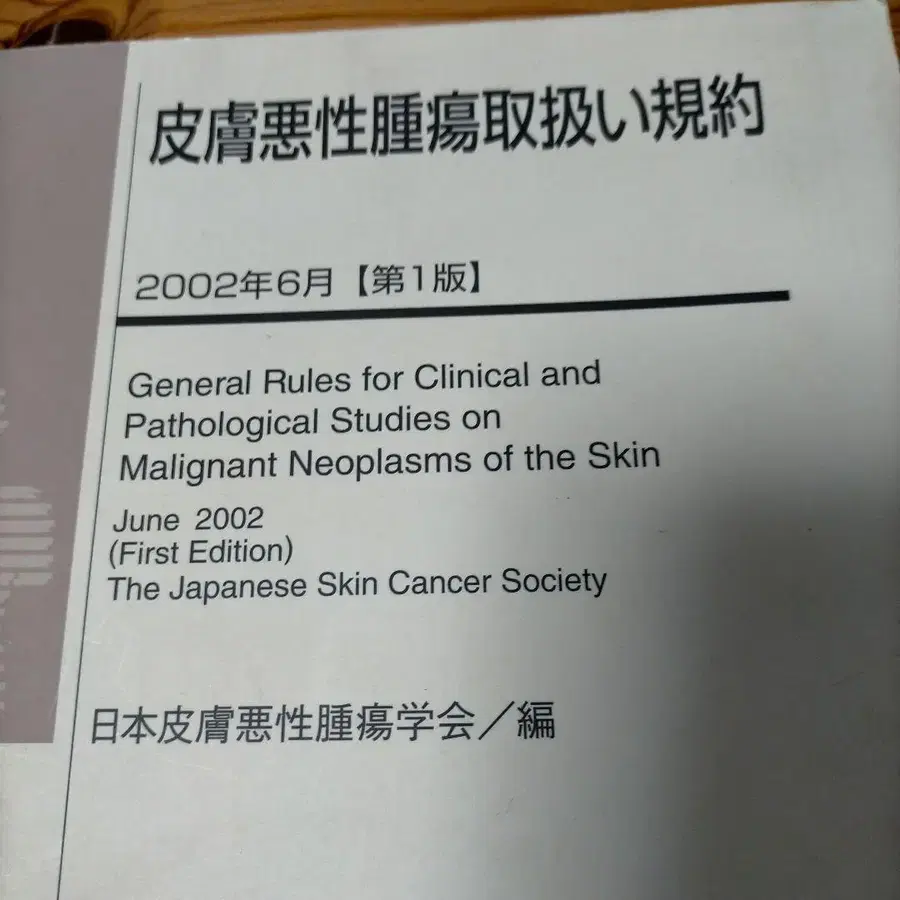 皮膚悪性腫瘍取扱い規約
2002年6月【第1版】
General Rules for Clinical and
Pathological Studies on
Malignant Neoplasms of the Skin
June 2002
(First Edition)
The Japanese Skin Cancer Society
日本皮膚悪性腫瘍学会／編